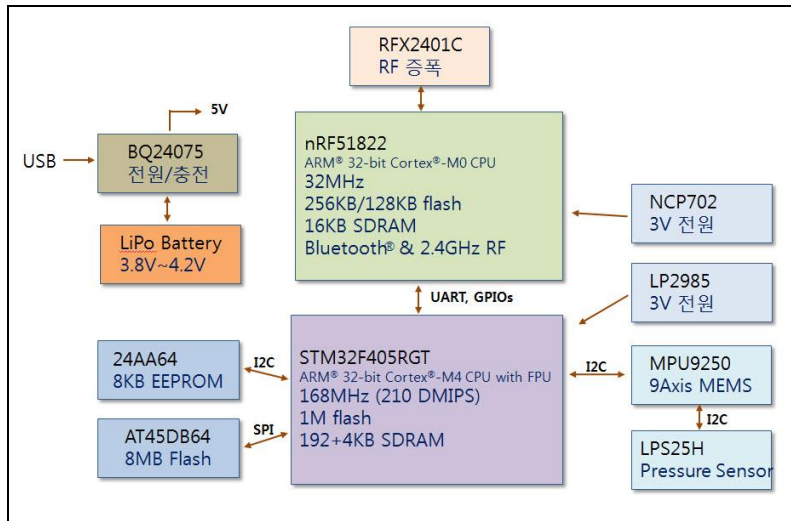 RFX2401C
RF 증폭
5V
USB
BQ24075
전원/충전
LiPo Battery
3.8V~4.2V
nRF51822
ARM® 32-bit Cortex®-M0 CPU
32MHz
256KB/128KB flash
16KB SDRAM
Bluetooth® & 2.4GHz RF
NCP702
3V 전원
LP2985
3V 전원
UART, GPIOs
24AA64
8KB EEPROM
I2C
AT45DB64
8MB Flash
SPI
STM32F405RGT
ARM® 32-bit Cortex®-M4 CPU with FPU
168MHz (210 DMIPS)
1M flash
192+4KB SDRAM
I2C
MPU9250
9Axis MEMS
I2C
LPS25H
Pressure Sensor